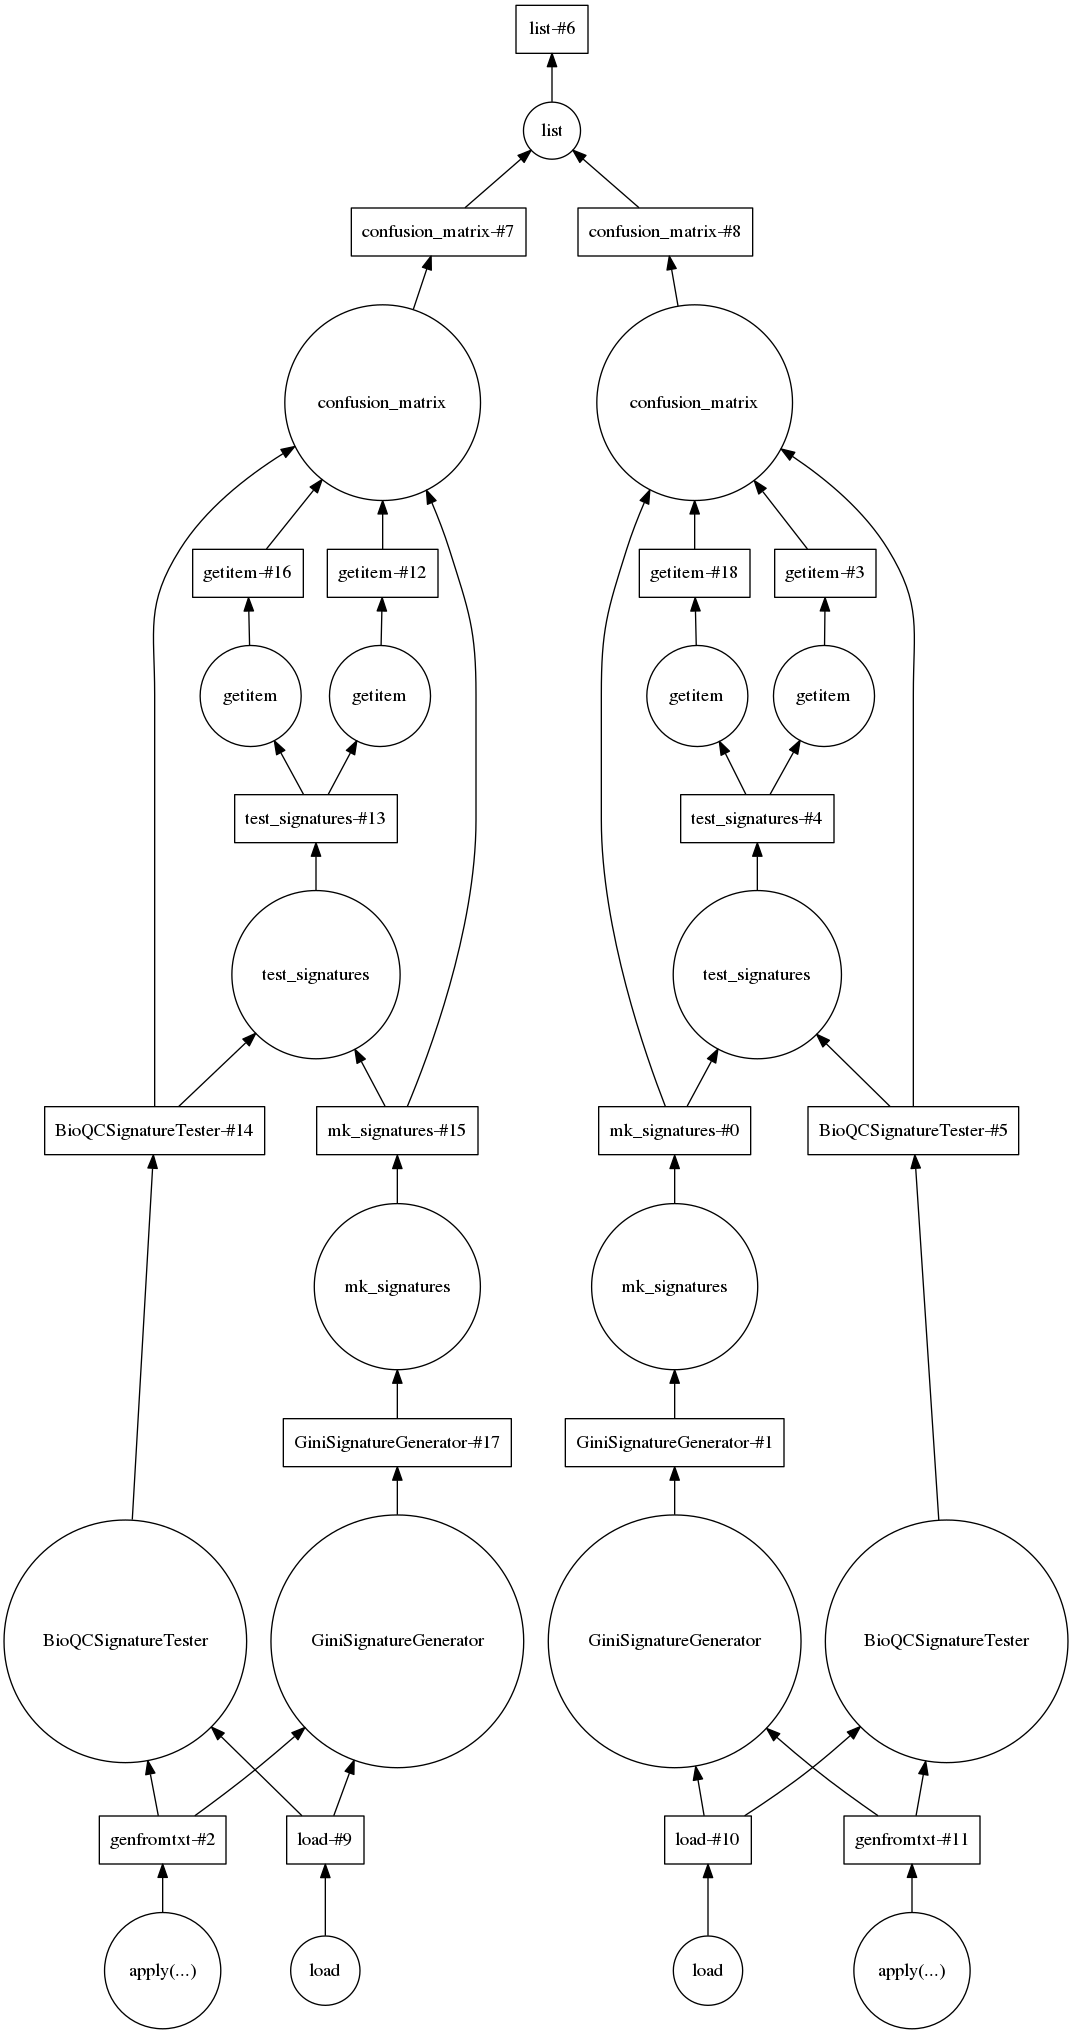 list-#6
list
confusion_matrix-#7
confusion_matrix-#8
confusion_matrix
confusion_matrix
getitem-#16
getitem-#12
getitem-#18
getitem-#3
getitem
getitem
getitem
getitem
test_signatures-#13
test_signatures-#4
test_signatures
test_signatures
BioQCSignatureTester-#14
mk_signatures-#15
mk_signatures-#0
BioQCSignatureTester-#5
mk_signatures
mk_signatures
GiniSignatureGenerator-#17
GiniSignatureGenerator-#1
BioQCSignatureTester
GiniSignatureGenerator
GiniSignatureGenerator
BioQCSignatureTester
genfromtxt-#2
load-#9
load-#10
genfromtxt-#11
apply(...)
load
load
apply(...)